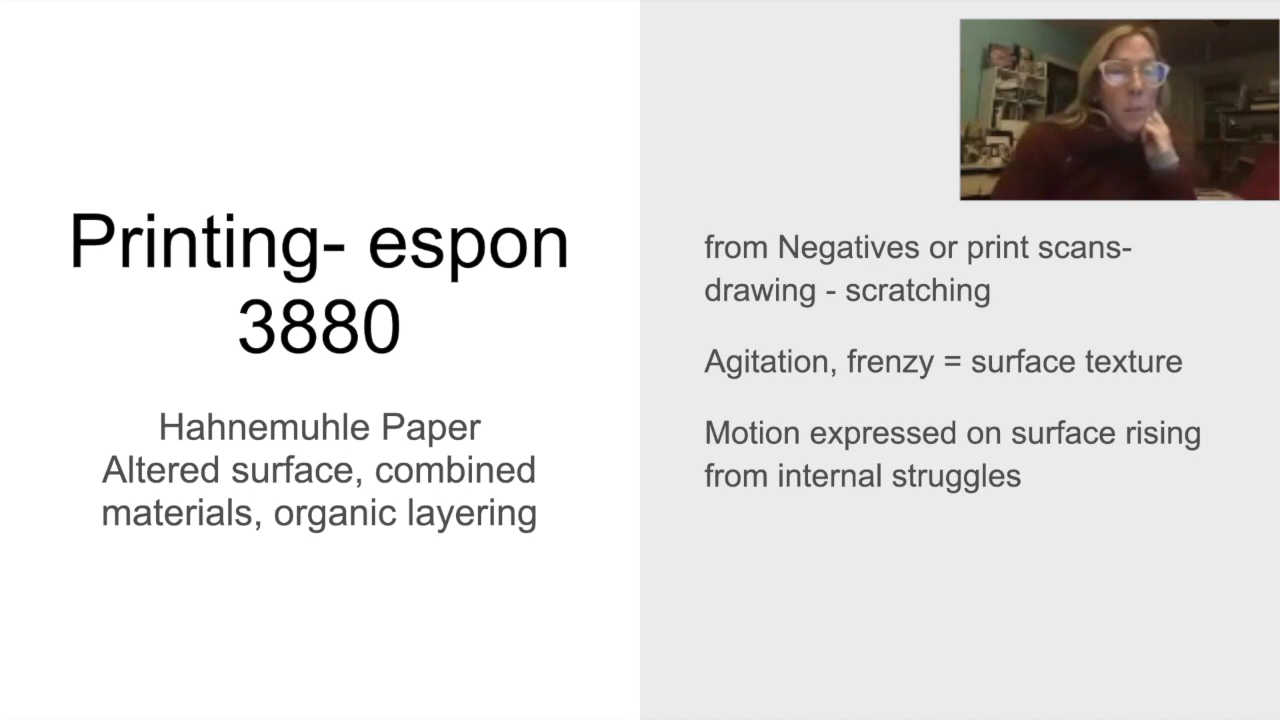 Printing- espon
3880
Hahnemuhle Paper
Altered surface, combined
materials, organic layering
from Negatives or print scans-
drawing - scratching
Agitation, frenzy = surface texture
Motion expressed on surface rising
from internal struggles